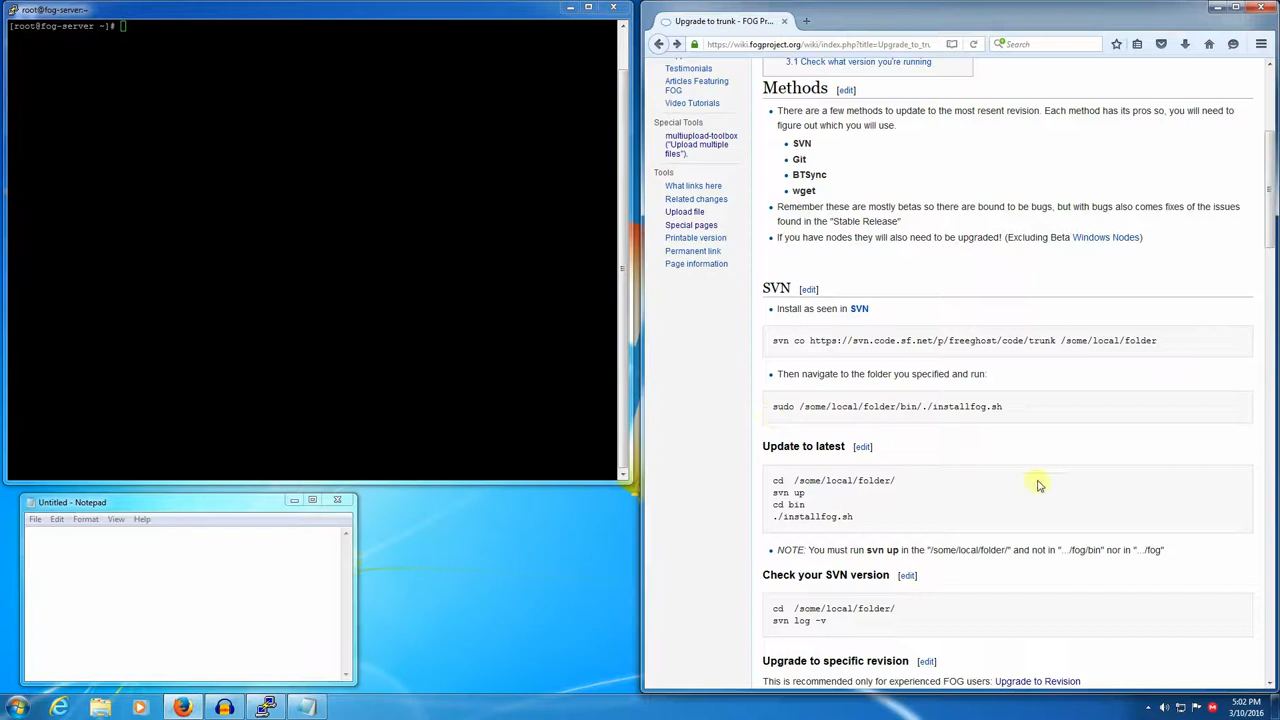 root@fog-server:~
[root@fog-server ~]#
Upgrade to trunk - FOG Pr...
https://wiki.fogproject.org/wiki/index.php?title=Upgrade_to_tru
Search
Testimonials
Articles Featuring
FOG
Video Tutorials
Special Tools
multiupload-toolbox
("Upload multiple
files").
Tools
What links here
Related changes
Upload file
Special pages
Printable version
Permanent link
Page information
3.1 Check what version you're running
Methods [edit]
There are a few methods to update to the most resent revision. Each method has its pros so, you will need to
figure out which you will use.
SVN
Git
BTSync
wget
Remember these are mostly betas so there are bound to be bugs, but with bugs also comes fixes of the issues
found in the "Stable Release"
If you have nodes they will also need to be upgraded! (Excluding Beta Windows Nodes)
SVN [edit]
Install as seen in SVN
svn co https://svn.code.sf.net/p/freeghost/code/trunk /some/local/folder
Then navigate to the folder you specified and run:
sudo /some/local/folder/bin/./installfog.sh
Update to latest [edit]
cd /some/local/folder/
svn up
cd bin
./installfog.sh
NOTE: You must run svn up in the "/some/local/folder/" and not in ".../fog/bin" nor in ".../fog"
Check your SVN version [edit]
cd /some/local/folder/
svn log -v
Upgrade to specific revision [edit]
This is recommended only for experienced FOG users: Upgrade to Revision
Untitled - Notepad
File Edit Format View Help
5:02 PM
3/10/2016